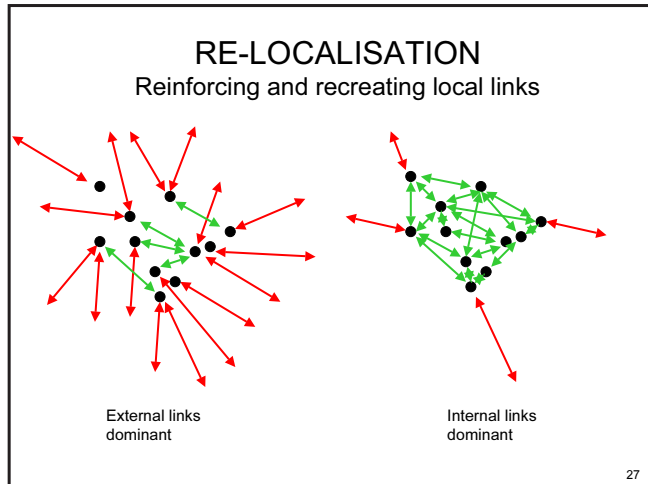 RE-LOCALISATION
Reinforcing and recreating local links
External links
dominant
Internal links
dominant
27